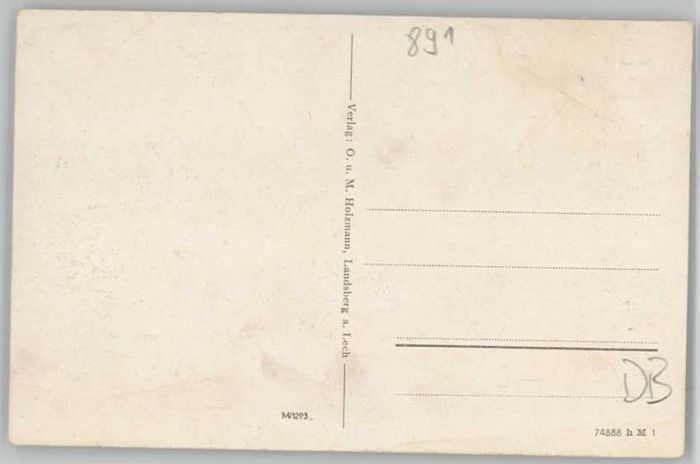 891
Verlag: O. u. M. Holzmann, Landsberg a. Lech
DB
M/1293
74888 h M 1